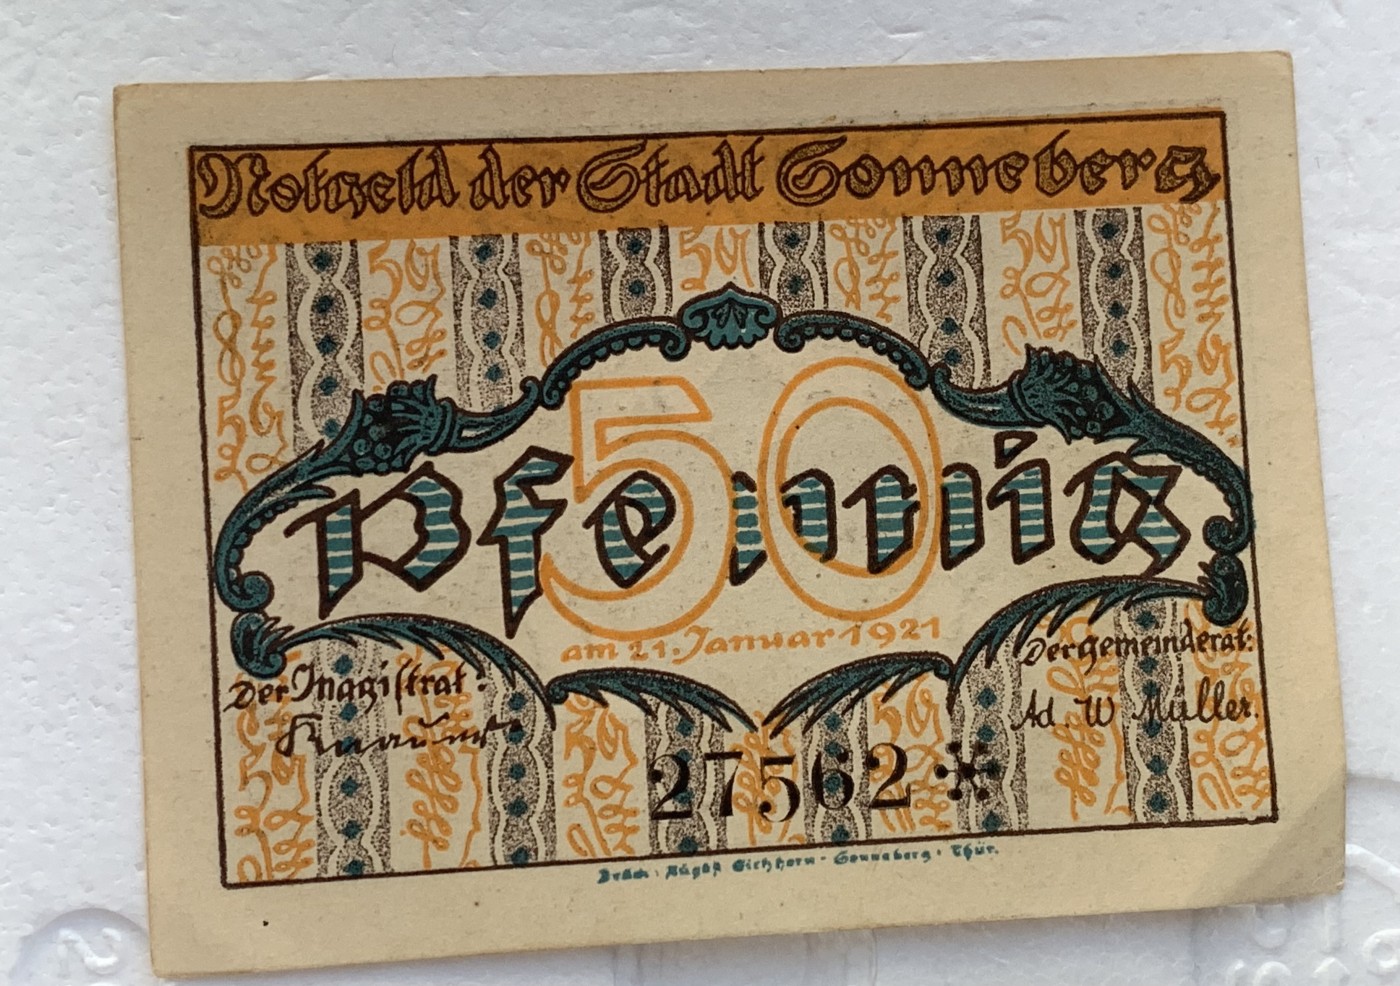 Notgeld der Stadt Sonneberg
50
Pfennig
am 21. Januar 1921
Der Magistrat:
Der Gemeinderat:
Ad W Müller.
27562 *
Druck: August Eichhorn - Sonneberg - Thür.